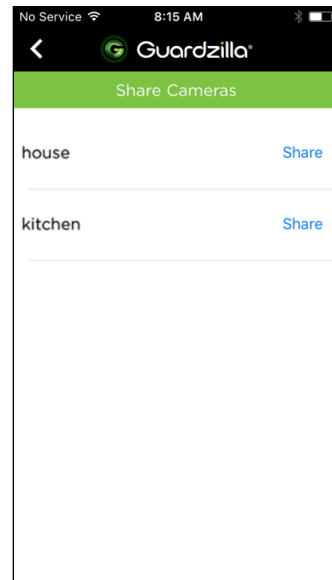 No Service 8:15 AM
Guardzilla®
Share Cameras
house Share
kitchen Share